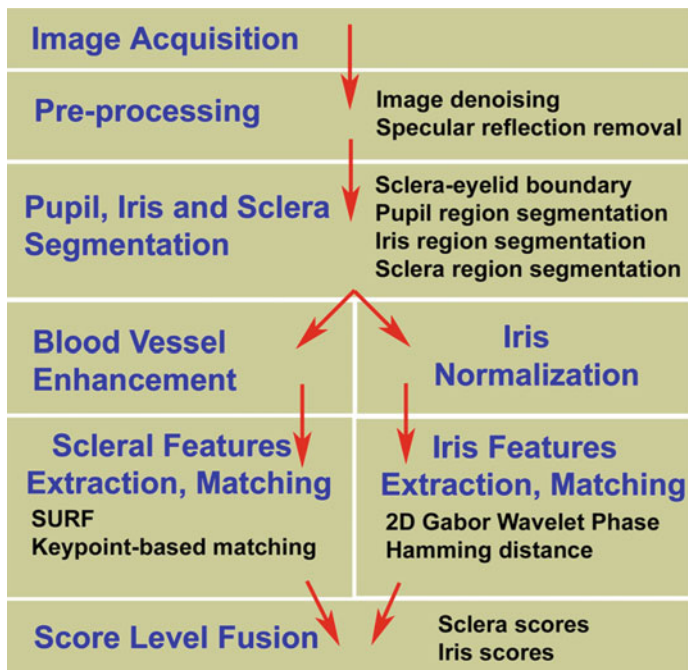 Image Acquisition
Pre-processing
Image denoising
Specular reflection removal
Pupil, Iris and Sclera
Segmentation
Sclera-eyelid boundary
Pupil region segmentation
Iris region segmentation
Sclera region segmentation
Blood Vessel
Enhancement
Iris
Normalization
Scleral Features
Extraction, Matching
SURF
Keypoint-based matching
Iris Features
Extraction, Matching
2D Gabor Wavelet Phase
Hamming distance
Score Level Fusion
Sclera scores
Iris scores